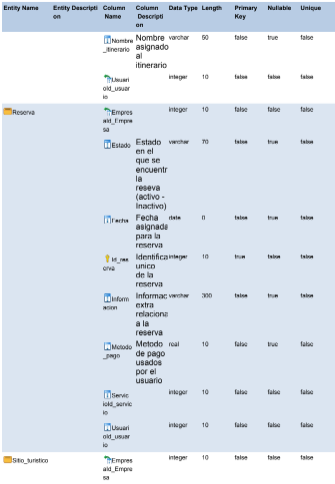 Entity Name Entity Descripti on Column Name Column Descripti on Data Type Length Primary Key Nullable Unique
Nombre _itinerario Nombre asignado al itinerario varchar 50 false true false
Usuari oId_usuar io integer 10 false false false
Reserva Empres aId_Empre sa integer 10 false true false
Estado Estado en el que se encuentr la reseva (activo - Inactivo) varchar 70 false true false
Fecha Fecha asignada para la reserva date 0 false true false
Id_res erva Identifica unico de la reserva integer 10 true false false
Inform acion Informac extra relaciona a la reserva varchar 300 false true false
Metodo _pago Metodo de pago usados por el usuario real 10 false true false
Servic ioId_servic io integer 10 false false false
Usuari oId_usuar io integer 10 false false false
Sitio_turistico Empres aId_Empre sa integer 10 false true false